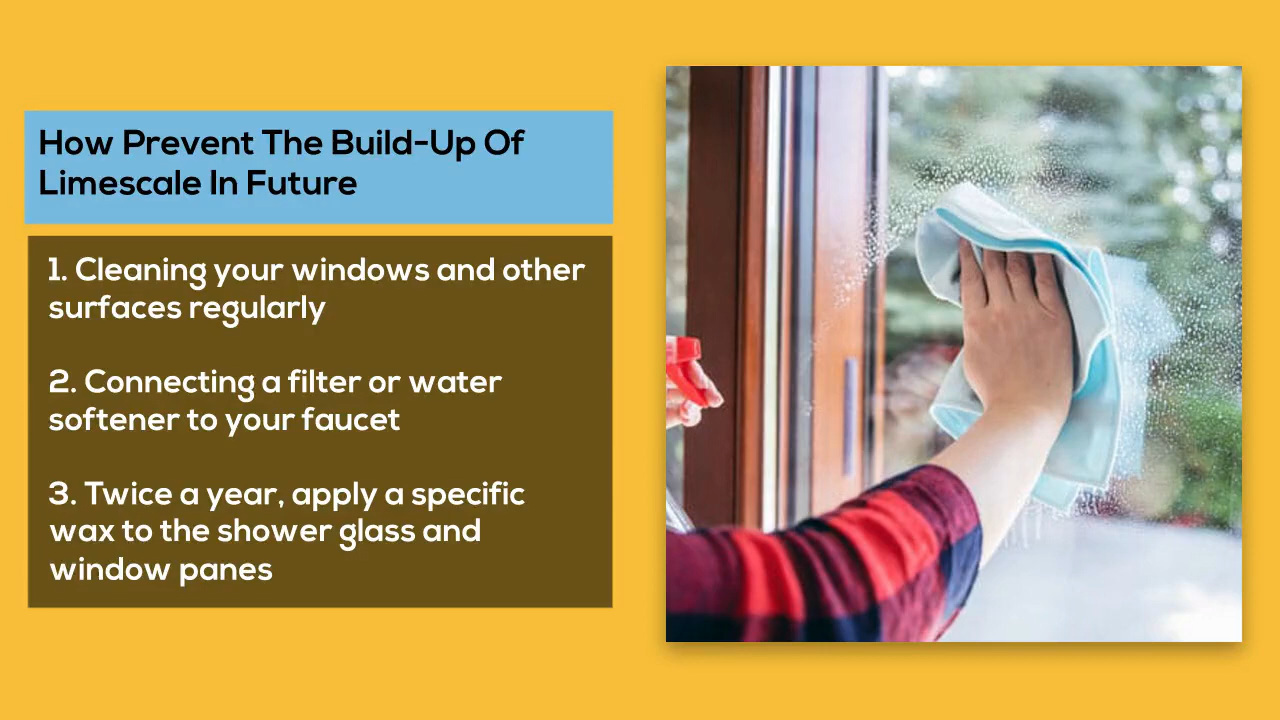 How Prevent The Build-Up Of
Limescale In Future
1. Cleaning your windows and other
surfaces regularly
2. Connecting a filter or water
softener to your faucet
3. Twice a year, apply a specific
wax to the shower glass and
window panes